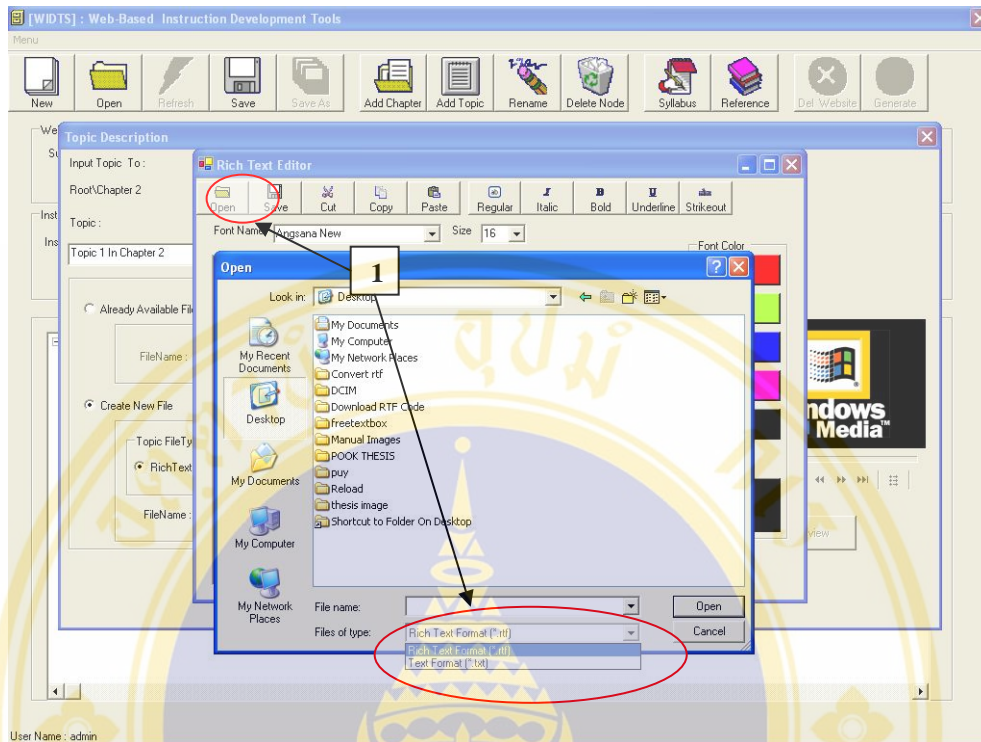 [WIDTS] : Web-Based Instruction Development Tools
Menu
New Open Refresh Save Save As Add Chapter Add Topic Rename Delete Node Syllabus Reference Del Website Generate
Topic Description
Input Topic To :
Root\Chapter 2
Topic :
Topic 1 In Chapter 2
Already Available
FileName :
Create New File
RichText
FileName :
Rich Text Editor
Open Save Cut Copy Paste Regular Italic Bold Underline Strikeout
Font Name Angsana New Size 16
Font Color
1
Open
Look in: Desktop
My Recent Documents
Desktop
My Documents
My Computer
My Network Places
My Documents
My Computer
My Network Places
Convert rtf
DCIM
Download RTF Code
freetextbox
Manual Images
POOK THESIS
puy
Reload
thesis image
Shortcut to Folder On Desktop
File name: Open
Files of type: Rich Text Format (*.rtf) Cancel
Rich Text Format (*.rtf)
Text Format (*.txt)
Media
User Name : admin